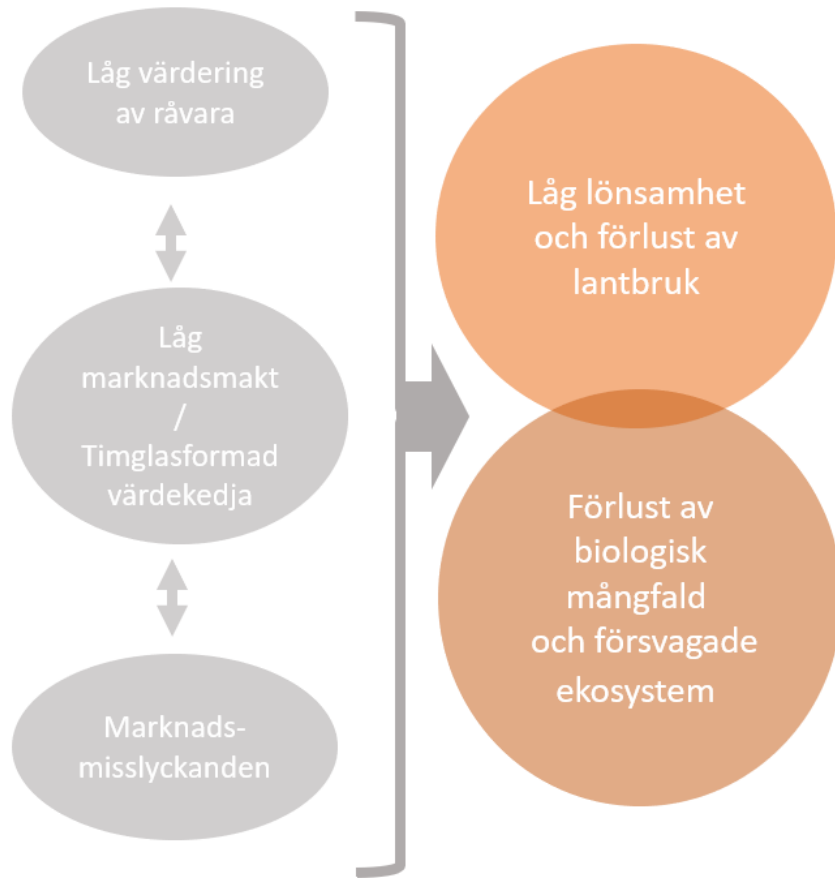 Låg värdering
av råvara
Låg
marknadsmakt
/
Timglasformad
värdekedja
Marknads-
misslyckanden
Låg lönsamhet
och förlust av
lantbruk
Förlust av
biologisk
mångfald
och försvagade
ekosystem